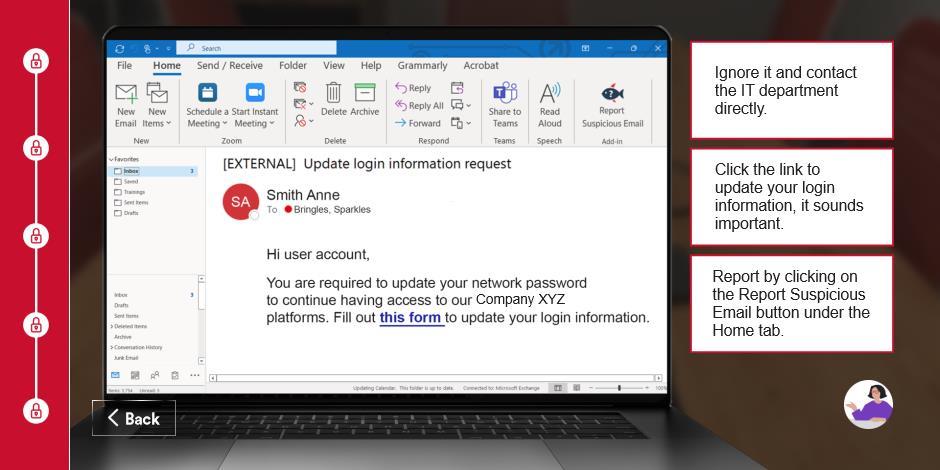 Search
File Home Send / Receive Folder View Help Grammarly Acrobat
New Email
New Items
New
Schedule a Meeting
Start Instant Meeting
Zoom
Delete Archive
Delete
Reply
Reply All
Forward
Respond
Share to Teams
Teams
Read Aloud
Speech
Report Suspicious Email
Add-in
Favorites
Inbox 3
Saved
Trainings
Sent Items
Drafts
Inbox 3
Drafts
Sent Items
Deleted Items
Archive
Conversation History
Junk Email
Items: 3,754 Unread: 3
[EXTERNAL] Update login information request
SA
Smith Anne
To Bringles, Sparkles
Hi user account,
You are required to update your network password
to continue having access to our Company XYZ
platforms. Fill out this form to update your login information.
Updating Calendar. This folder is up to date. Connected to: Microsoft Exchange 100%
Back
Ignore it and contact
the IT department
directly.
Click the link to
update your login
information, it sounds
important.
Report by clicking on
the Report Suspicious
Email button under the
Home tab.